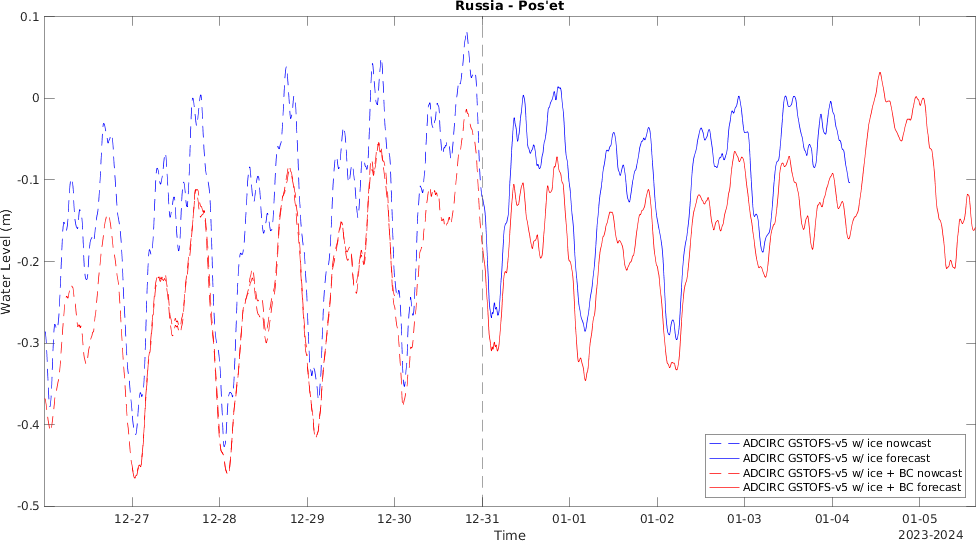 Russia - Pos'et
Water Level (m)
0.1
0
-0.1
-0.2
-0.3
-0.4
-0.5
12-27 12-28 12-29 12-30 12-31 01-01 01-02 01-03 01-04 01-05
Time
2023-2024
ADCIRC GSTOFS-v5 w/ ice nowcast
ADCIRC GSTOFS-v5 w/ ice forecast
ADCIRC GSTOFS-v5 w/ ice + BC nowcast
ADCIRC GSTOFS-v5 w/ ice + BC forecast